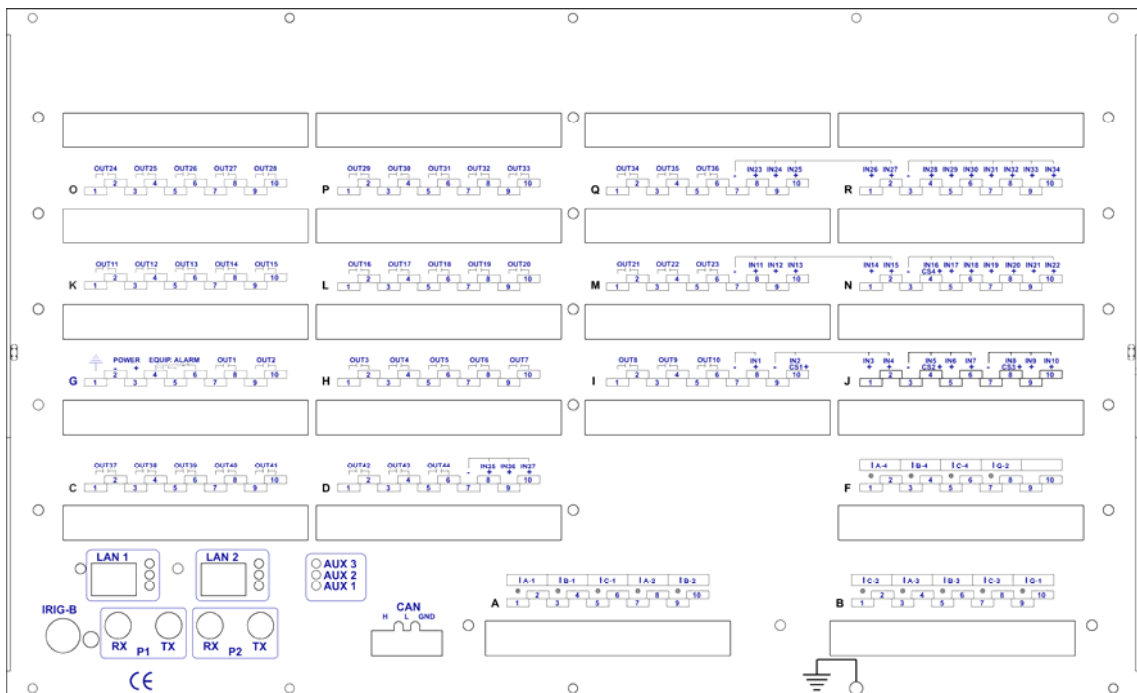 OUT24 OUT25 OUT26 OUT27 OUT28
O 1 2 3 4 5 6 7 8 9 10
OUT29 OUT30 OUT31 OUT32 OUT33
P 1 2 3 4 5 6 7 8 9 10
OUT34 OUT35 OUT36 - IN23 IN24 IN25
+ + +
Q 1 2 3 4 5 6 7 8 9 10
IN26 IN27 - IN28 IN29 IN30 IN31 IN32 IN33 IN34
+ + + + + + + + +
R 1 2 3 4 5 6 7 8 9 10
OUT11 OUT12 OUT13 OUT14 OUT15
K 1 2 3 4 5 6 7 8 9 10
OUT16 OUT17 OUT18 OUT19 OUT20
L 1 2 3 4 5 6 7 8 9 10
OUT21 OUT22 OUT23 - IN11 IN12 IN13
+ + +
M 1 2 3 4 5 6 7 8 9 10
IN14 IN15 - IN16 IN17 IN18 IN19 IN20 IN21 IN22
+ + CS4+ + + + + + +
N 1 2 3 4 5 6 7 8 9 10
POWER EQUIP. ALARM OUT1 OUT2
- +
G 1 2 3 4 5 6 7 8 9 10
OUT3 OUT4 OUT5 OUT6 OUT7
H 1 2 3 4 5 6 7 8 9 10
OUT8 OUT9 OUT10 - IN1 - IN2
+ CS1+
I 1 2 3 4 5 6 7 8 9 10
IN3 IN4 - IN5 IN6 IN7 - IN8 IN9 IN10
+ + CS2+ + + CS3+ + +
J 1 2 3 4 5 6 7 8 9 10
OUT37 OUT38 OUT39 OUT40 OUT41
C 1 2 3 4 5 6 7 8 9 10
OUT42 OUT43 OUT44 - IN35 IN36 IN37
+ + +
D 1 2 3 4 5 6 7 8 9 10
IA-4 IB-4 IC-4 IG-2
F 1 2 3 4 5 6 7 8 9 10
LAN 1
LAN 2
AUX 3
AUX 2
AUX 1
IA-1 IB-1 IC-1 IA-2 IB-2
A 1 2 3 4 5 6 7 8 9 10
IC-2 IA-3 IB-3 IC-3 IG-1
B 1 2 3 4 5 6 7 8 9 10
IRIG-B
RX P1 TX
RX P2 TX
CAN
H L GND
CE